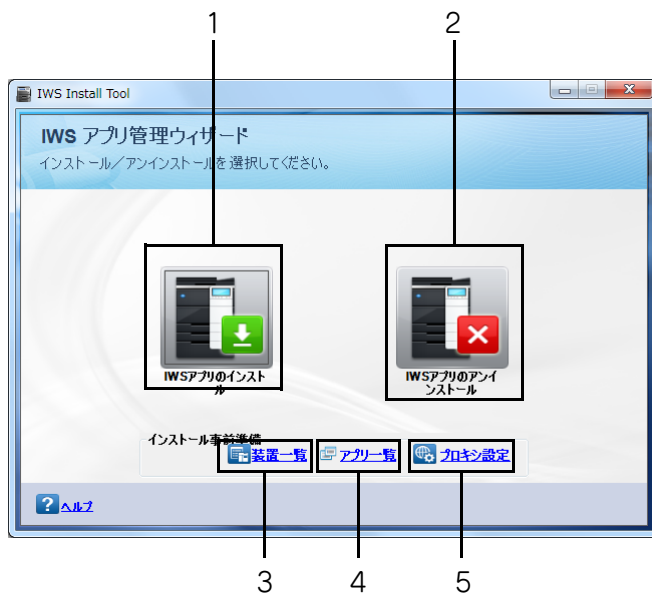 1 2
IWS Install Tool
IWS アプリ管理ウィザード
インストール／アンインストールを選択してください。
IWSアプリのインスト
ール
IWSアプリのアンイ
ンストール
インストール事前準備
装置一覧 アプリ一覧 プロキシ設定
? ヘルプ
3 4 5